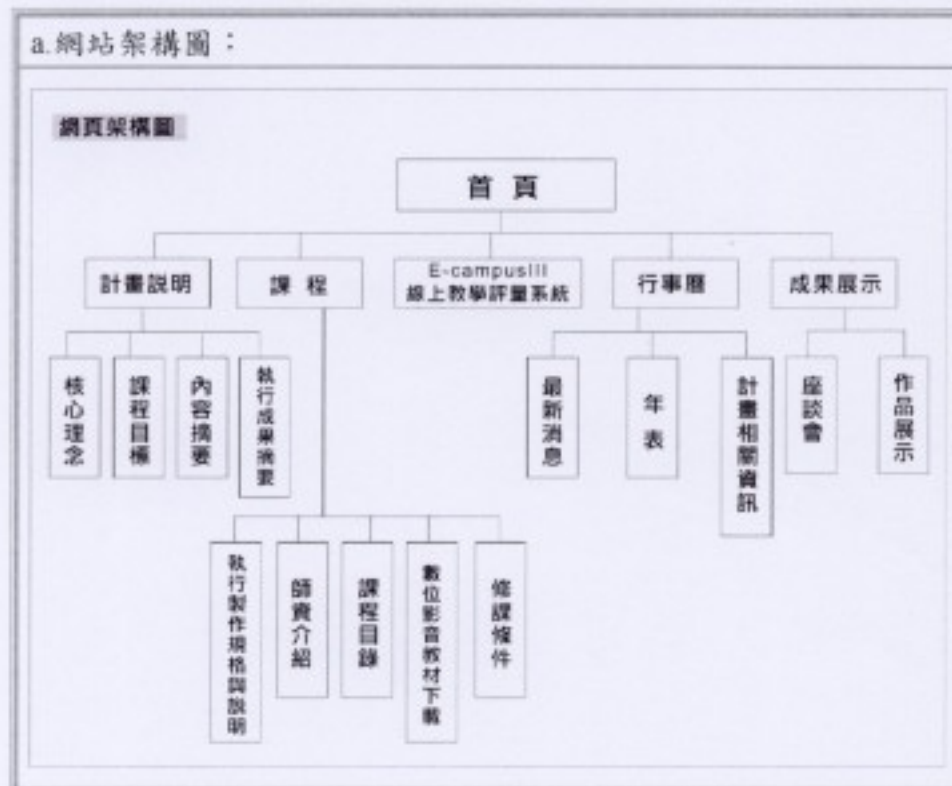 a.網站架構圖：
網頁架構圖
首頁
計畫說明
課程
E-campusIII
線上教學評量系統
行事曆
成果展示
核心理念
課程目標
內容摘要
執行成果摘要
最新消息
年表
計畫相關資訊
座談會
作品展示
執行製作規格與說明
師資介紹
課程目錄
數位影音教材下載
修課條件